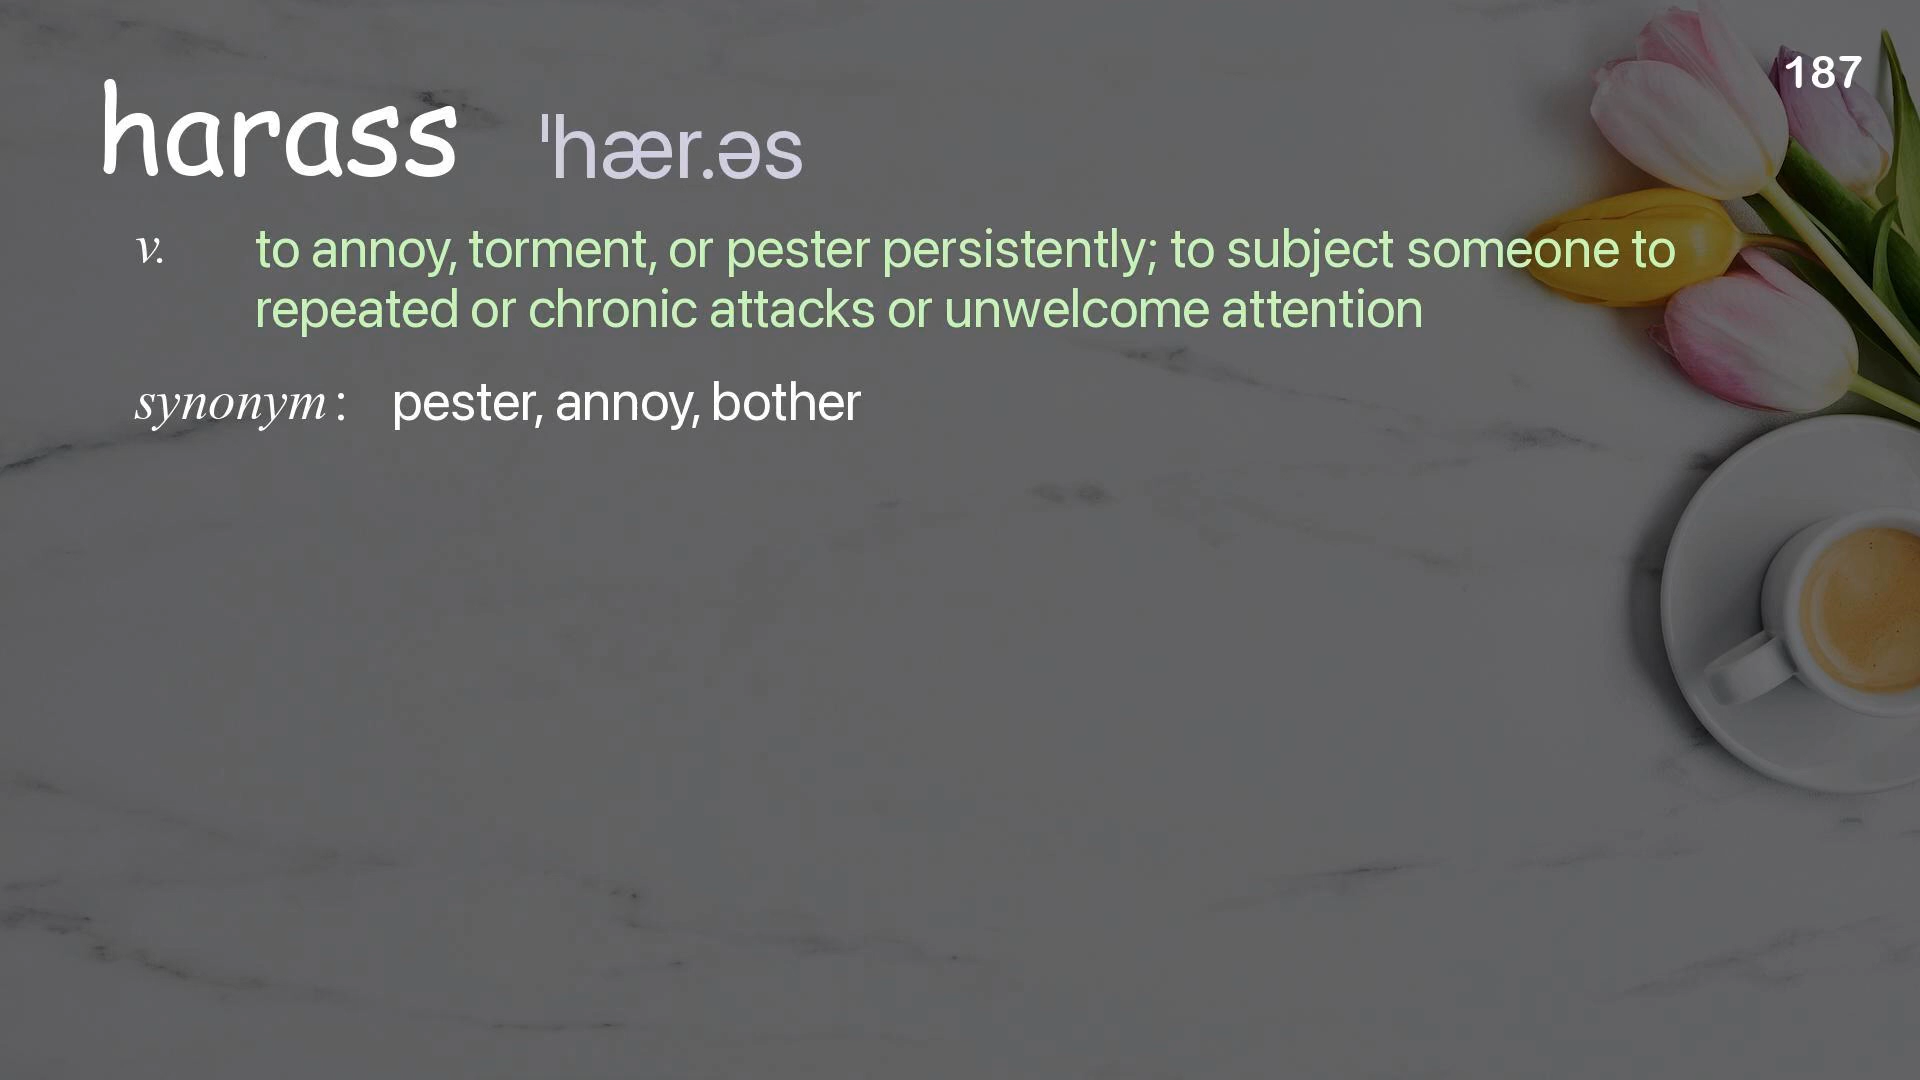 187
harass ˈhær.əs
v. to annoy, torment, or pester persistently; to subject someone to
repeated or chronic attacks or unwelcome attention
synonym : pester, annoy, bother